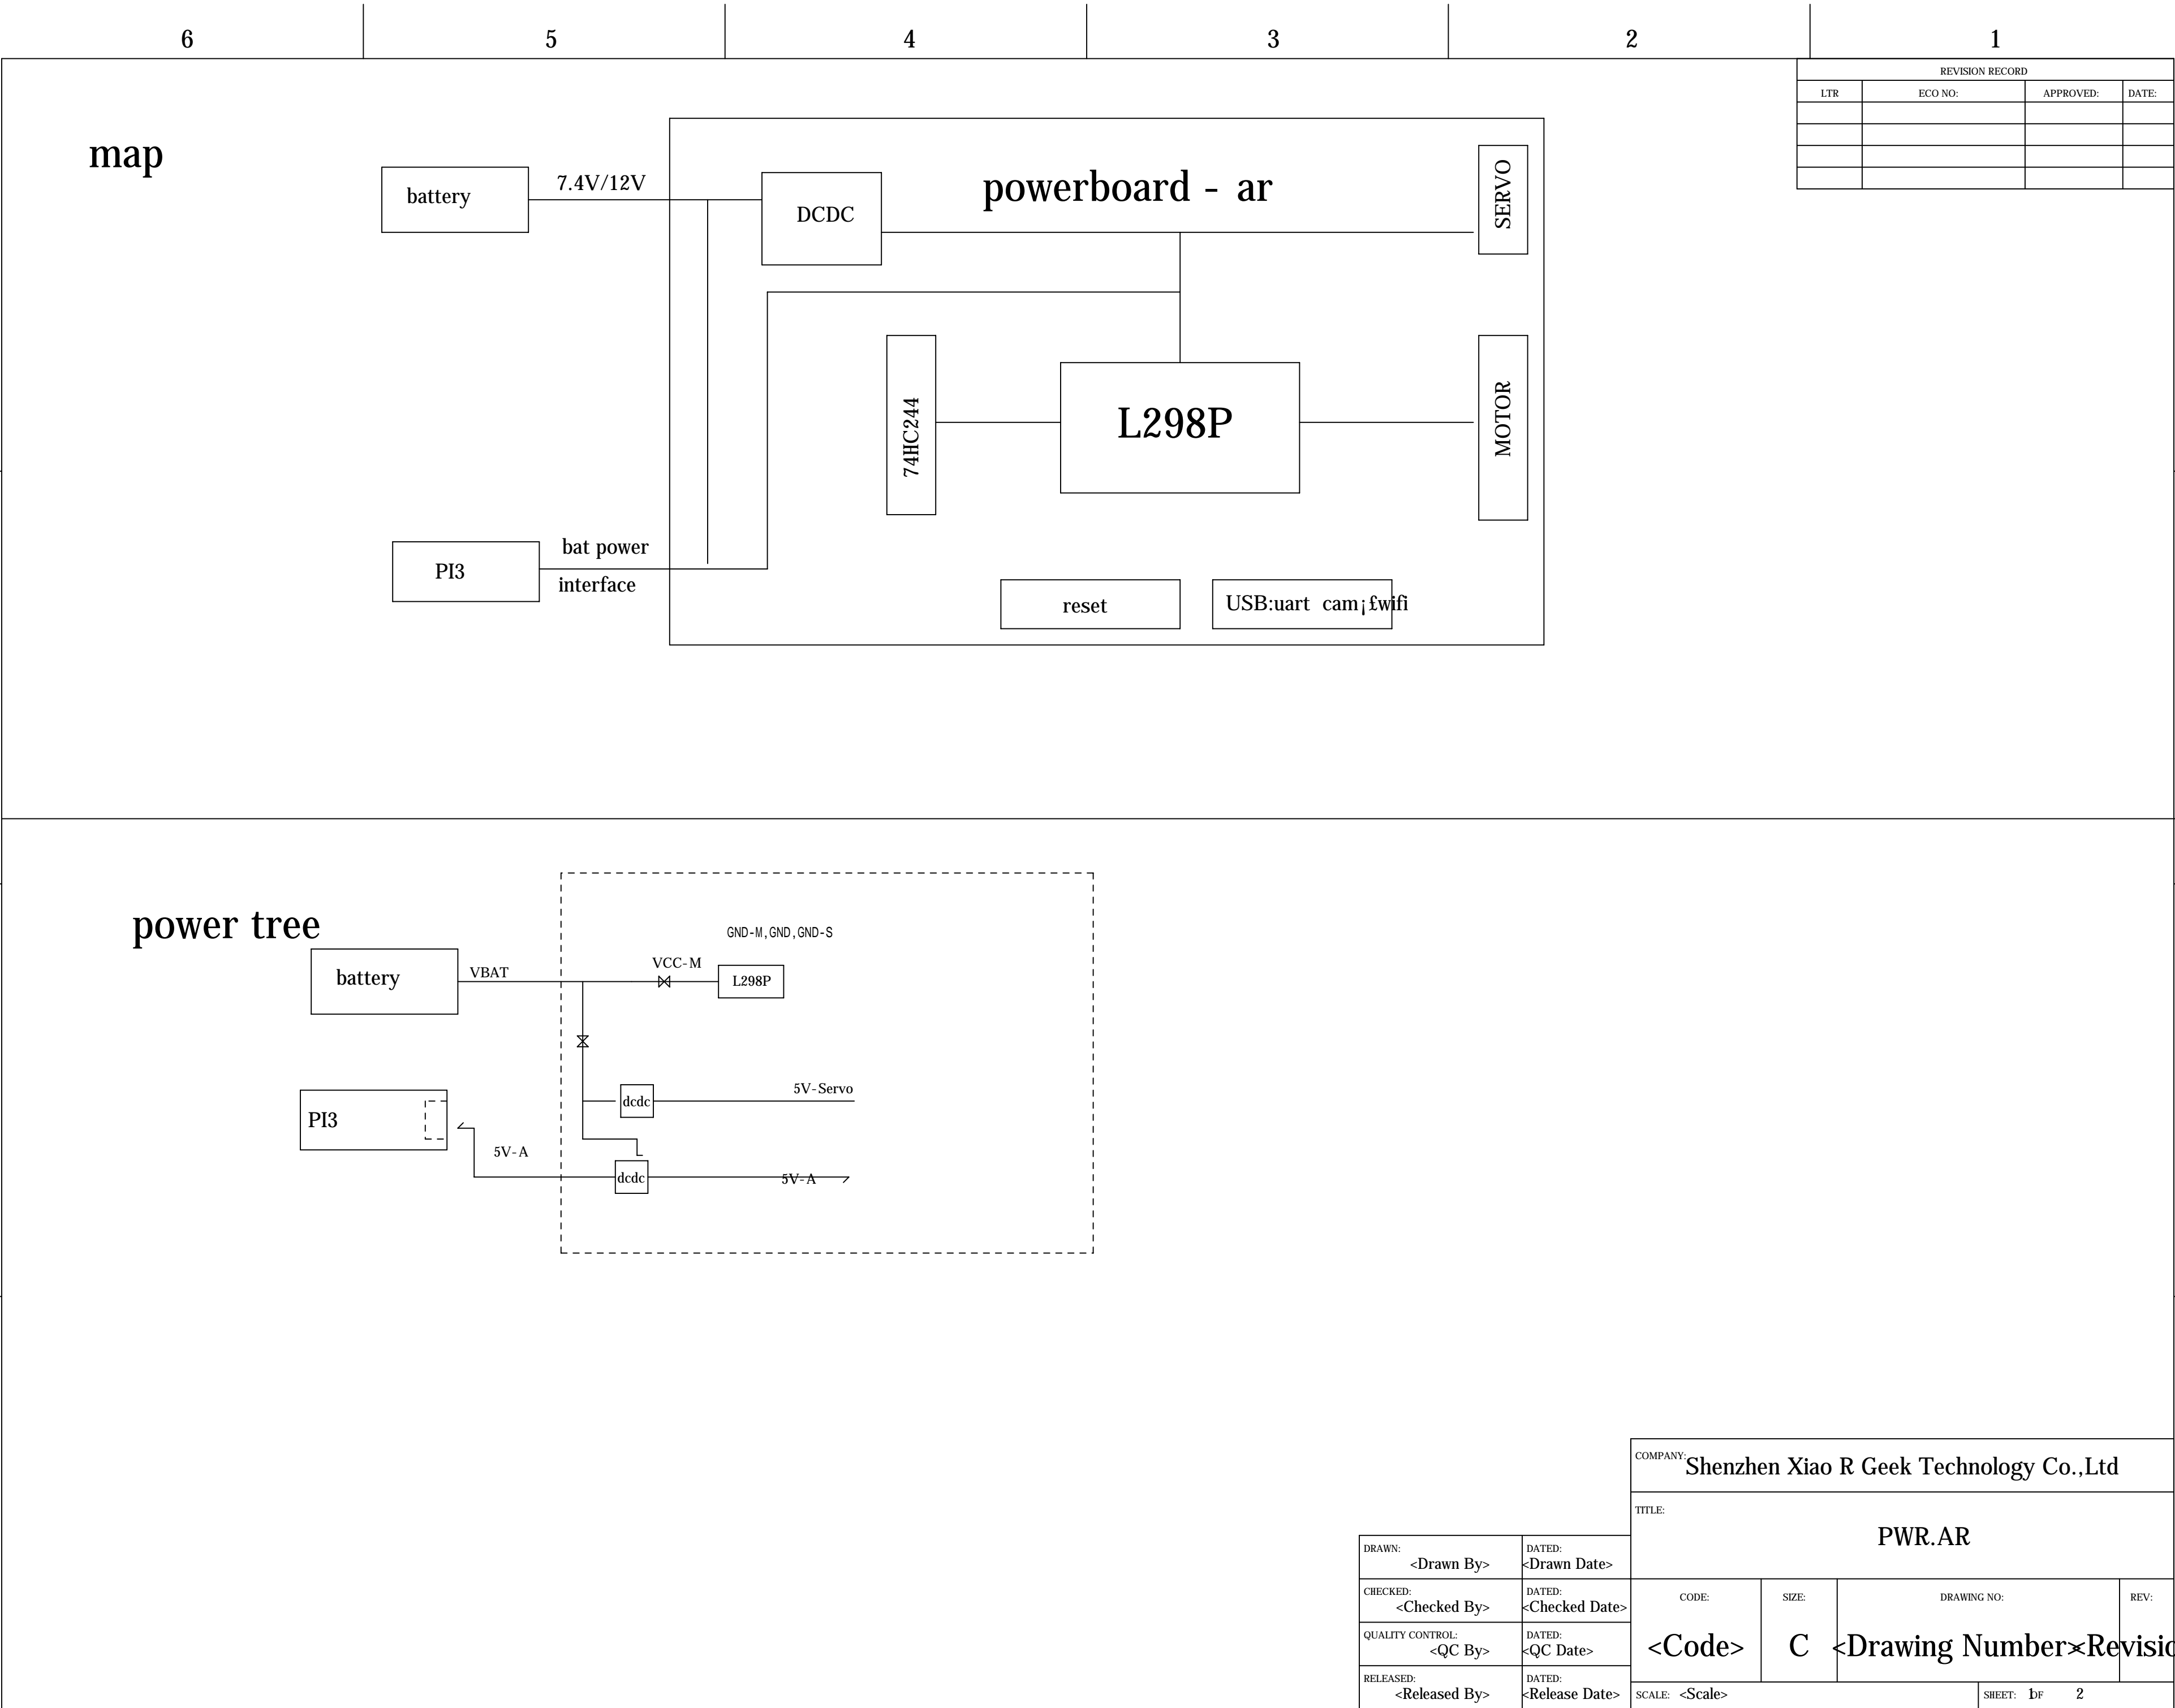 6 5 4 3 2 1
REVISION RECORD
LTR ECO NO: APPROVED: DATE:
map
battery
7.4V/12V
DCDC
powerboard - ar
SERVO
74HC244
L298P
MOTOR
PI3
bat power
interface
reset
USB:uart cam¡£wifi
power tree
GND-M,GND,GND-S
battery
VBAT
VCC-M
L298P
dcdc
5V-Servo
PI3
5V-A
dcdc
5V-A
COMPANY: Shenzhen Xiao R Geek Technology Co.,Ltd
TITLE:
PWR.AR
DRAWN: DATED:
<Drawn By> <Drawn Date>
CHECKED: DATED:
<Checked By> <Checked Date>
QUALITY CONTROL: DATED:
<QC By> <QC Date>
RELEASED: DATED:
<Released By> <Release Date>
CODE: SIZE: DRAWING NO: REV:
<Code> C <Drawing Number> <Revisio
SCALE: <Scale> SHEET: 1 OF 2